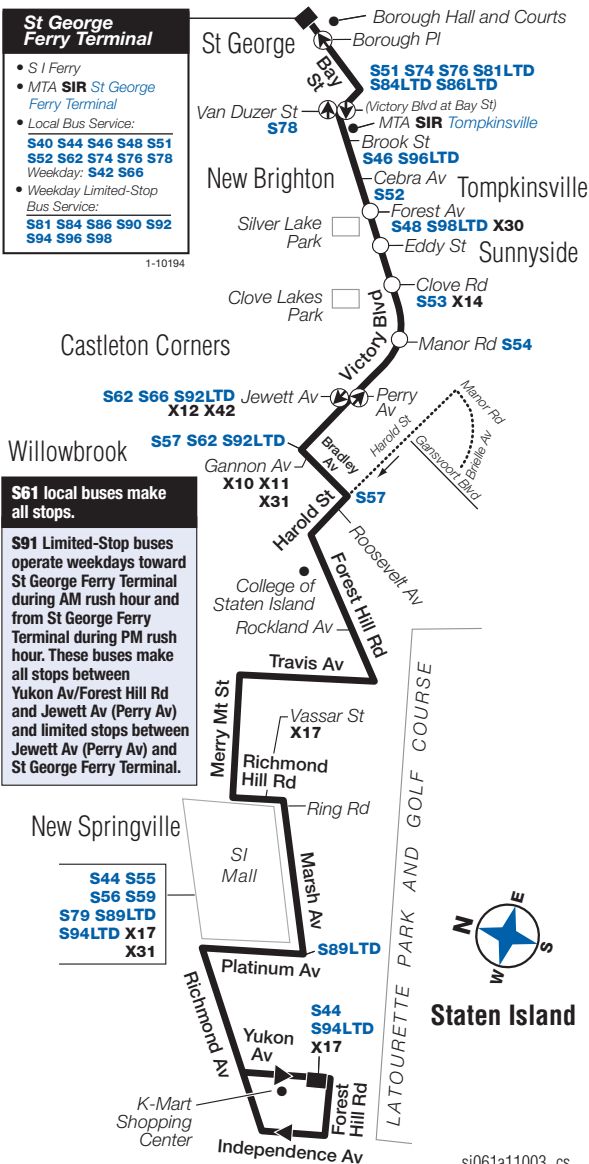 St George
Ferry Terminal
• S I Ferry
• MTA SIR St George
Ferry Terminal
• Local Bus Service:
S40 S44 S46 S48 S51
S52 S62 S74 S76 S78
Weekday: S42 S66
• Weekday Limited-Stop
Bus Service:
S81 S84 S86 S90 S92
S94 S96 S98
1-10194
Borough Hall and Courts
St George
Borough Pl
Bay St
S51 S74 S76 S81LTD
S84LTD S86LTD
Van Duzer St
S78
(Victory Blvd at Bay St)
MTA SIR Tompkinsville
Brook St
S46 S96LTD
New Brighton
Cebra Av
S52
Tompkinsville
Forest Av
S48 S98LTD X30
Silver Lake
Park
Eddy St
Sunnyside
Clove Rd
S53 X14
Clove Lakes
Park
Victory Blvd
Manor Rd S54
Castleton Corners
S62 S66 S92LTD
X12 X42
Jewett Av
Perry
Av
Manor Rd
Harold St
Brielle Av
Gansvoort Blvd
S57 S62 S92LTD
Willowbrook
Gannon Av
X10 X11
X31
Bradley
Av
S57
Harold St
Roosevelt Av
S61 local buses make
all stops.
S91 Limited-Stop buses
operate weekdays toward
St George Ferry Terminal
during AM rush hour and
from St George Ferry
Terminal during PM rush
hour. These buses make
all stops between
Yukon Av/Forest Hill Rd
and Jewett Av (Perry Av)
and limited stops between
Jewett Av (Perry Av) and
St George Ferry Terminal.
College of
Staten Island
Forest Hill Rd
Rockland Av
Travis Av
Merry Mt St
Vassar St
X17
Richmond
Hill Rd
Ring Rd
LATOURETTE PARK AND GOLF COURSE
New Springville
SI
Mall
Marsh Av
S44 S55
S56 S59
S79 S89LTD
S94LTD X17
X31
S89LTD
Platinum Av
N
E
S
W
Staten Island
Richmond Av
S44
S94LTD
X17
Yukon
Av
K-Mart
Shopping
Center
Forest
Hill Rd
Independence Av
si061a11003_cs